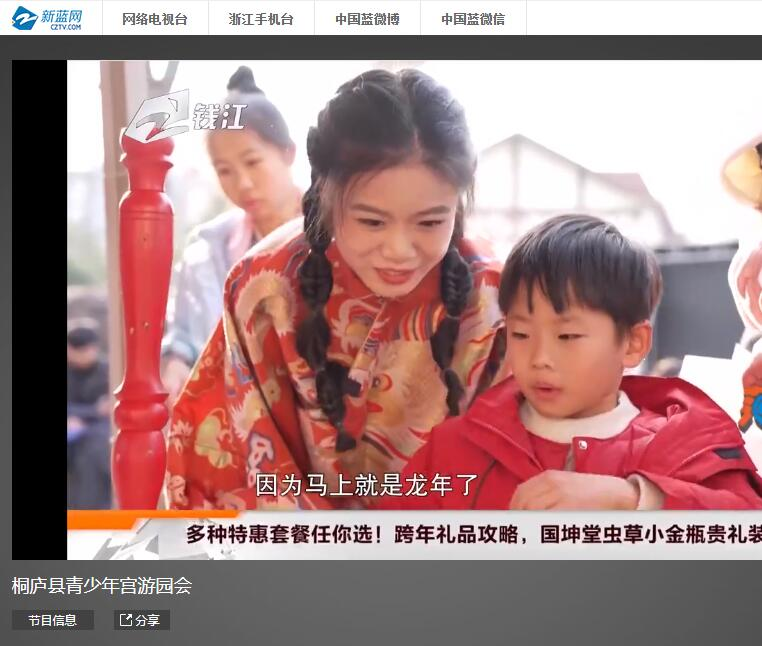 新蓝网
CZTV.COM
网络电视台
浙江手机台
中国蓝微博
中国蓝微信
钱江
因为马上就是龙年了
多种特惠套餐任你选！跨年礼品攻略，国坤堂虫草小金瓶贵礼装
桐庐县青少年宫游园会
节目信息
分享